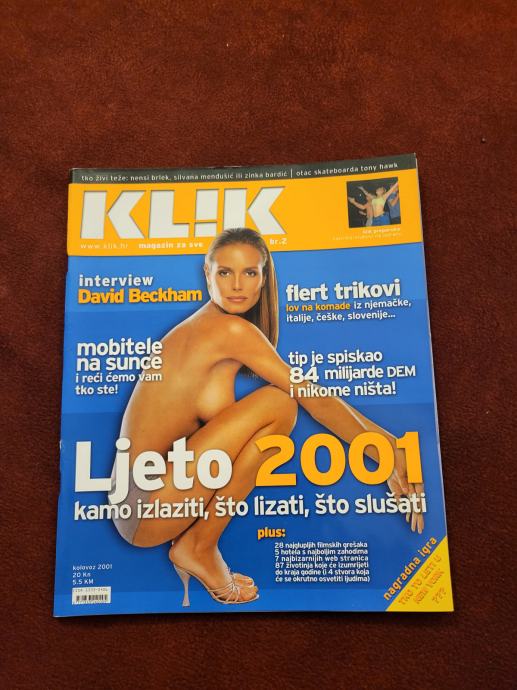 tko živi teže: nensi brlek, silvana mendušić ili zinka bardić | otac skateboarda tony hawk
KL!K
www.klik.hr magazin za sve br.2
interview
David Beckham
flert trikovi
lov na komade iz njemačke,
italije, češke, slovenije...
mobitele
na sunce
i reći ćemo vam
tko ste!
tip je spiskao
84 milijarde DEM
i nikome ništa!
Ljeto 2001
kamo izlaziti, što lizati, što slušati
plus:
28 najglupljih filmskih grešaka
5 hotela s najboljim zahodima
7 najbizarnijih web stranica
87 životinja koje će izumrijeti
do kraja godine (i 4 stvora koja
će se okrutno osvetiti ljudima)
kolovoz 2001
20 Kn
5.5 KM
nagradna igra
???